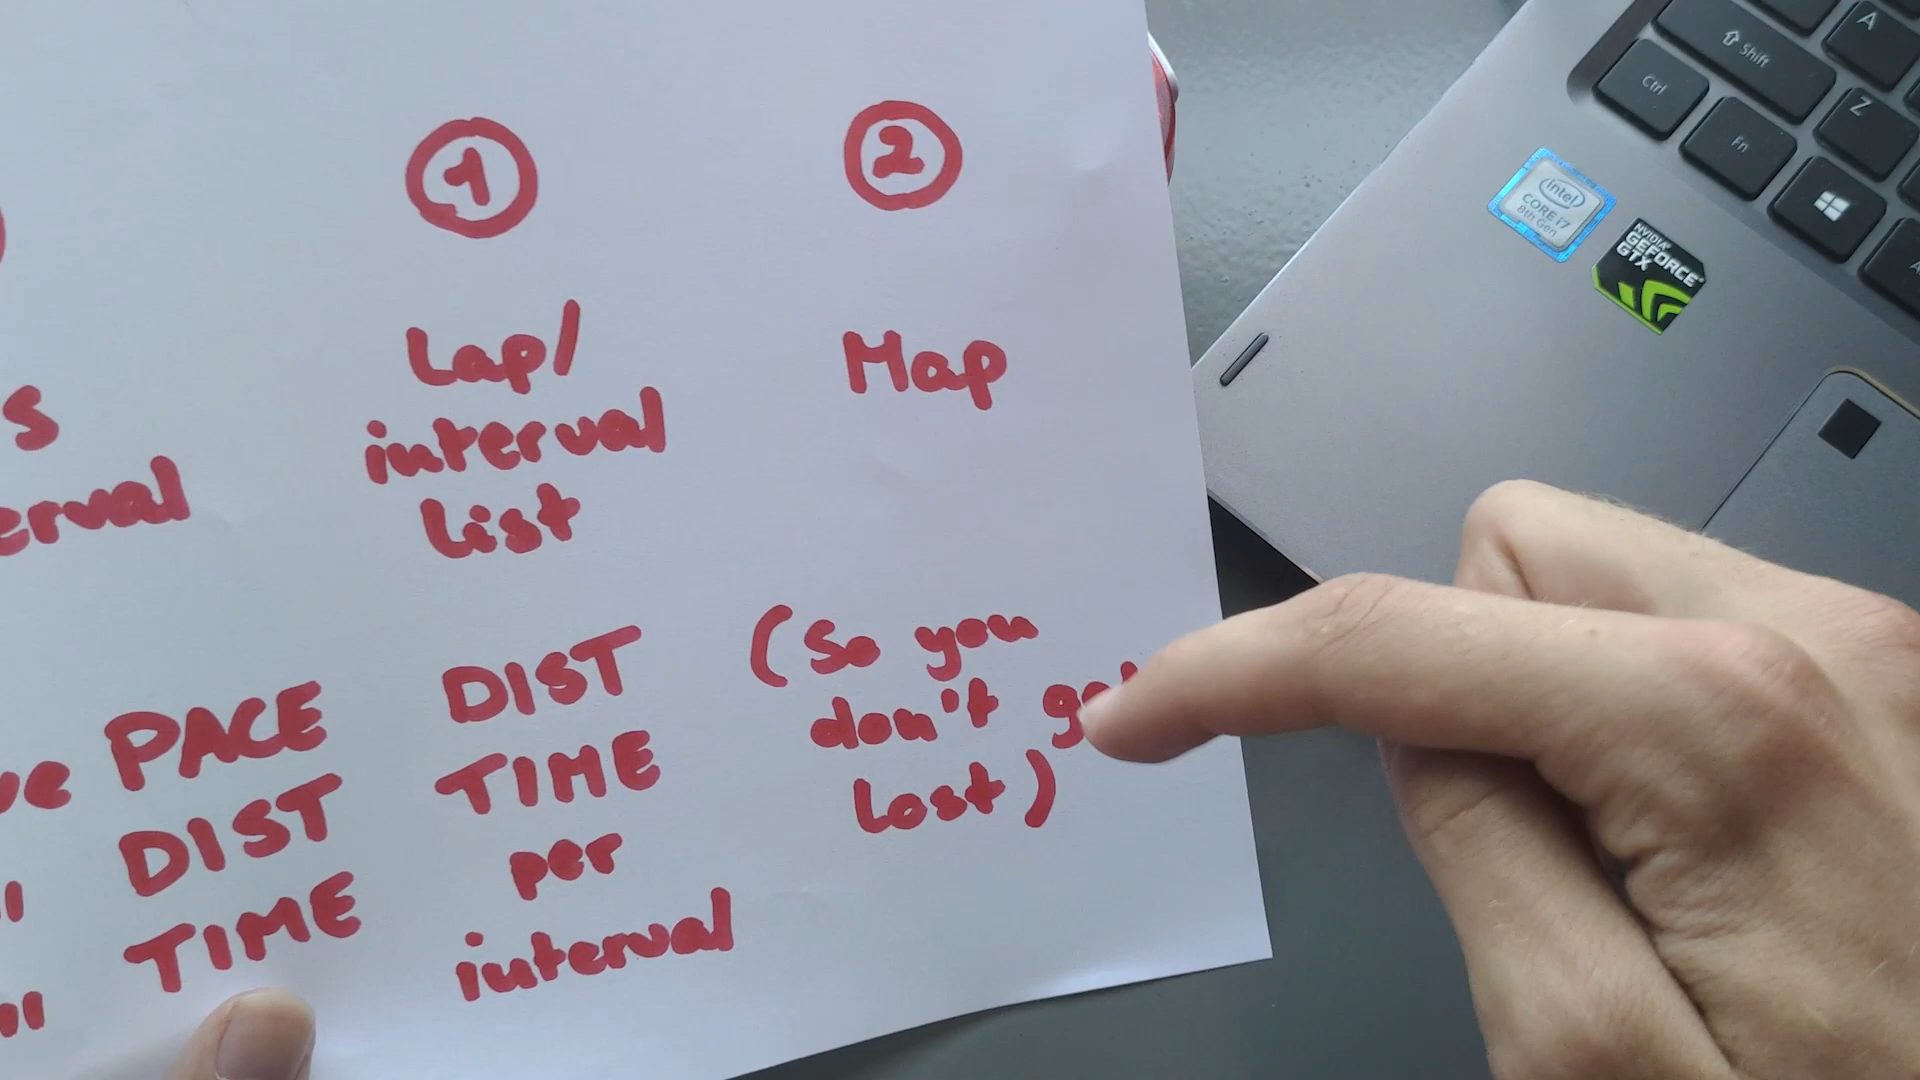 1
Lap/
interval
List
DIST
TIME
per
interval
2
Map
(So you
don't
lost)
PACE
DIST
TIME
Shift
Ctrl
Fn
A
Z
intel
CORE i7
8th Gen
NVIDIA
GEFORCE
GTX